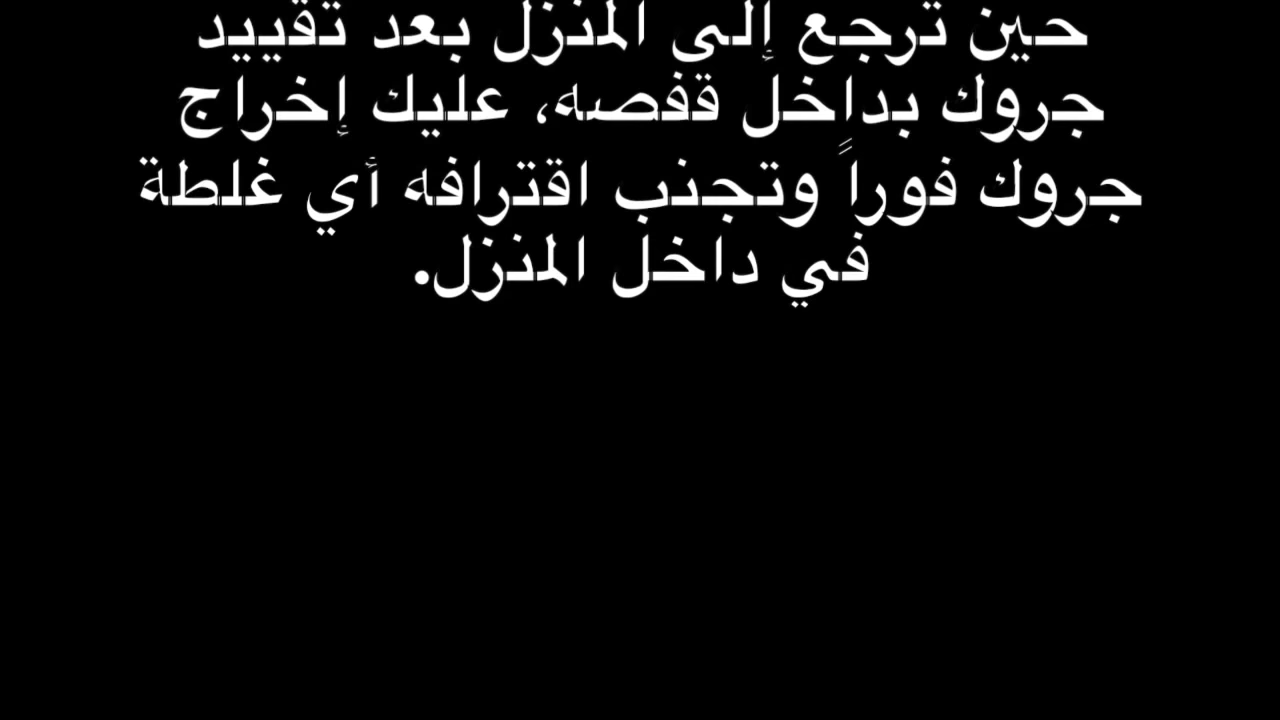 حين ترجع إلى المنزل بعد تقييد
جروك بداخل قفصه، عليك إخراج
جروك فوراً وتجنب اقترافه أي غلطة
في داخل المنزل.